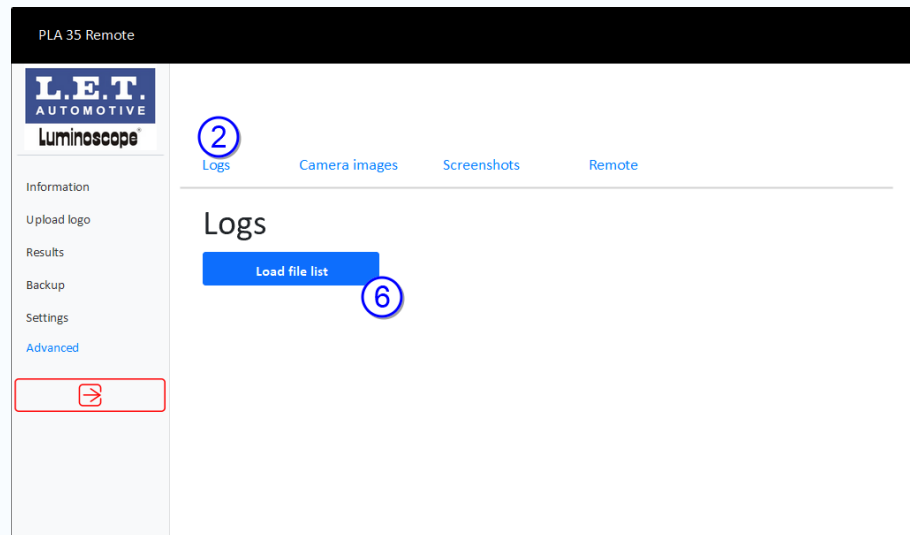 PLA 35 Remote
L.E.T.
AUTOMOTIVE
Luminoscope®
Information
Upload logo
Results
Backup
Settings
Advanced
2
Logs Camera images Screenshots Remote
Logs
Load file list
6